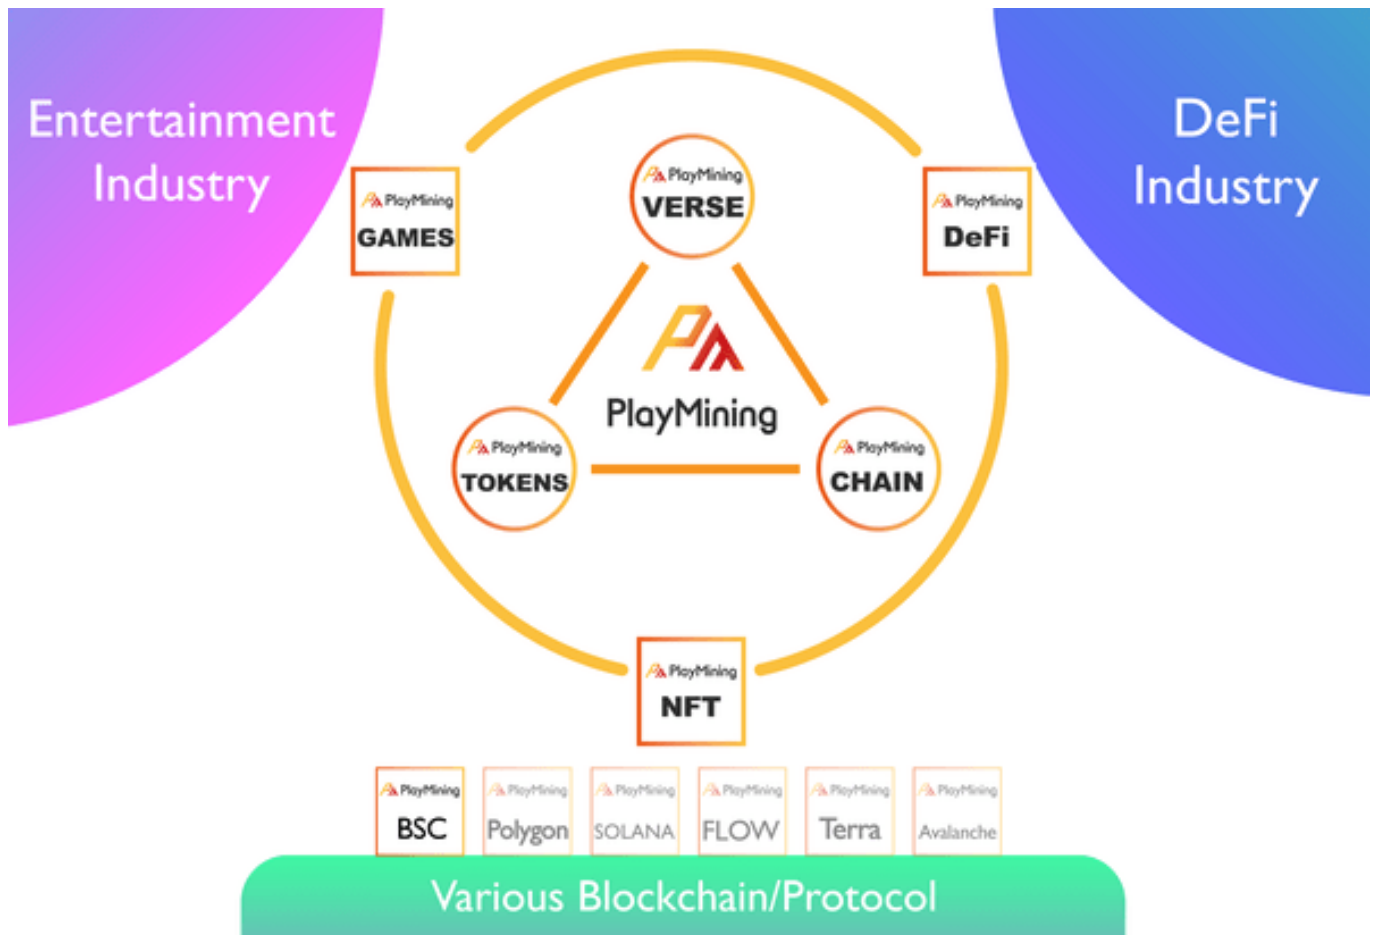 Entertainment
Industry
DeFi
Industry
PlayMining
VERSE
PlayMining
GAMES
PlayMining
DeFi
PlayMining
PlayMining
TOKENS
PlayMining
CHAIN
PlayMining
NFT
PlayMining
BSC
PlayMining
Polygon
PlayMining
SOLANA
PlayMining
FLOW
PlayMining
Terra
PlayMining
Avalanche
Various Blockchain/Protocol